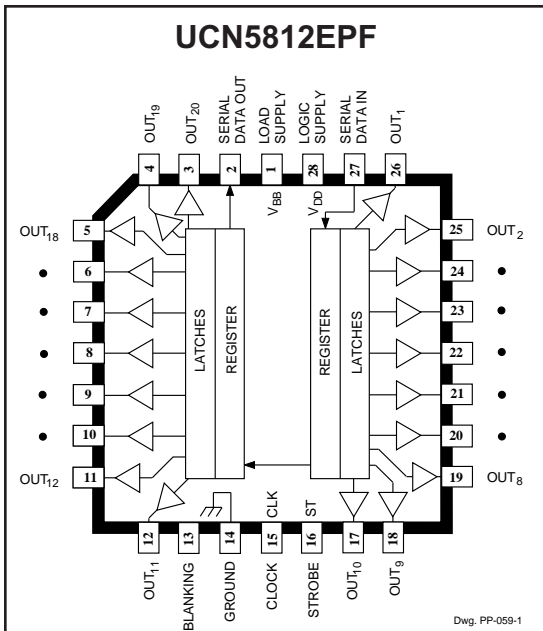 UCN5812EPF
OUT19
OUT20
SERIAL
DATA OUT
LOAD
SUPPLY
LOGIC
SUPPLY
SERIAL
DATA IN
OUT1
4
3
2
1
28
27
26
VBB
VDD
OUT18
5
25
OUT2
6
24
7
23
8
22
9
21
10
20
OUT12
11
19
OUT8
LATCHES
REGISTER
REGISTER
LATCHES
CLK
ST
12
13
14
15
16
17
18
OUT11
BLANKING
GROUND
CLOCK
STROBE
OUT10
OUT9
Dwg. PP-059-1